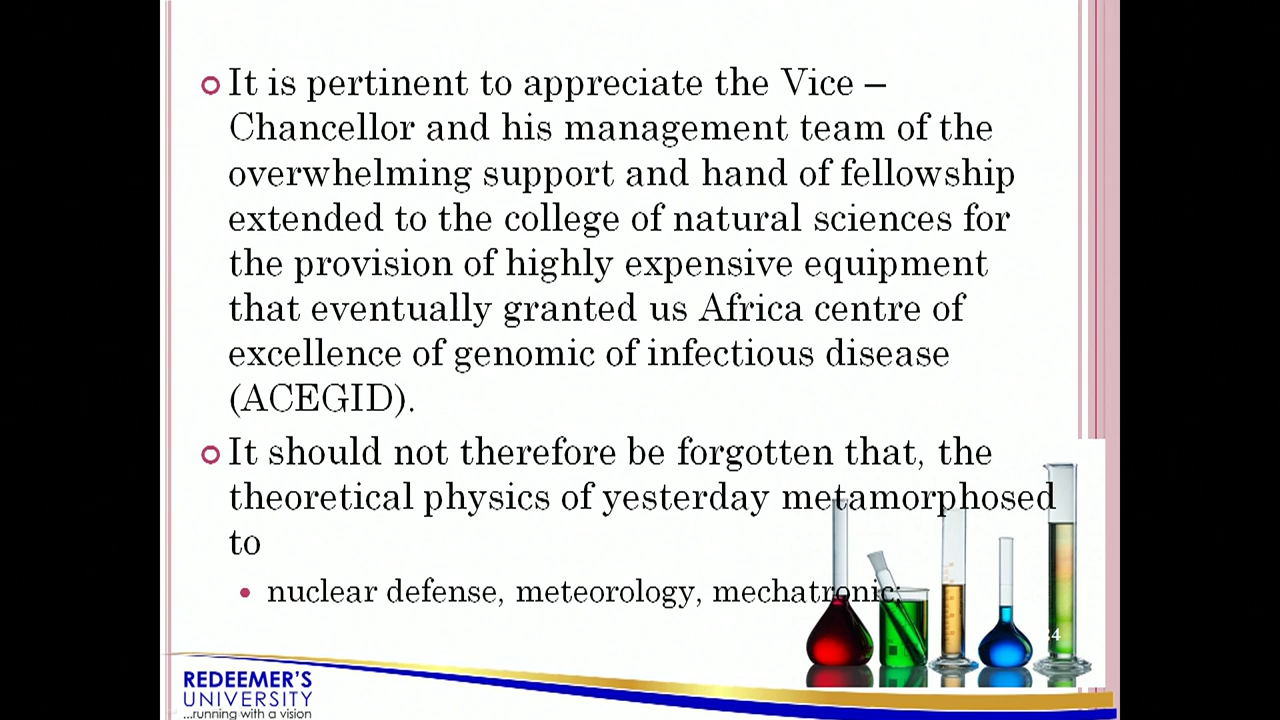 It is pertinent to appreciate the Vice –
Chancellor and his management team of the
overwhelming support and hand of fellowship
extended to the college of natural sciences for
the provision of highly expensive equipment
that eventually granted us Africa centre of
excellence of genomic of infectious disease
(ACEGID).
It should not therefore be forgotten that, the
theoretical physics of yesterday metamorphosed
to
nuclear defense, meteorology, mechatronic;
REDEEMER'S
UNIVERSITY
...running with a vision